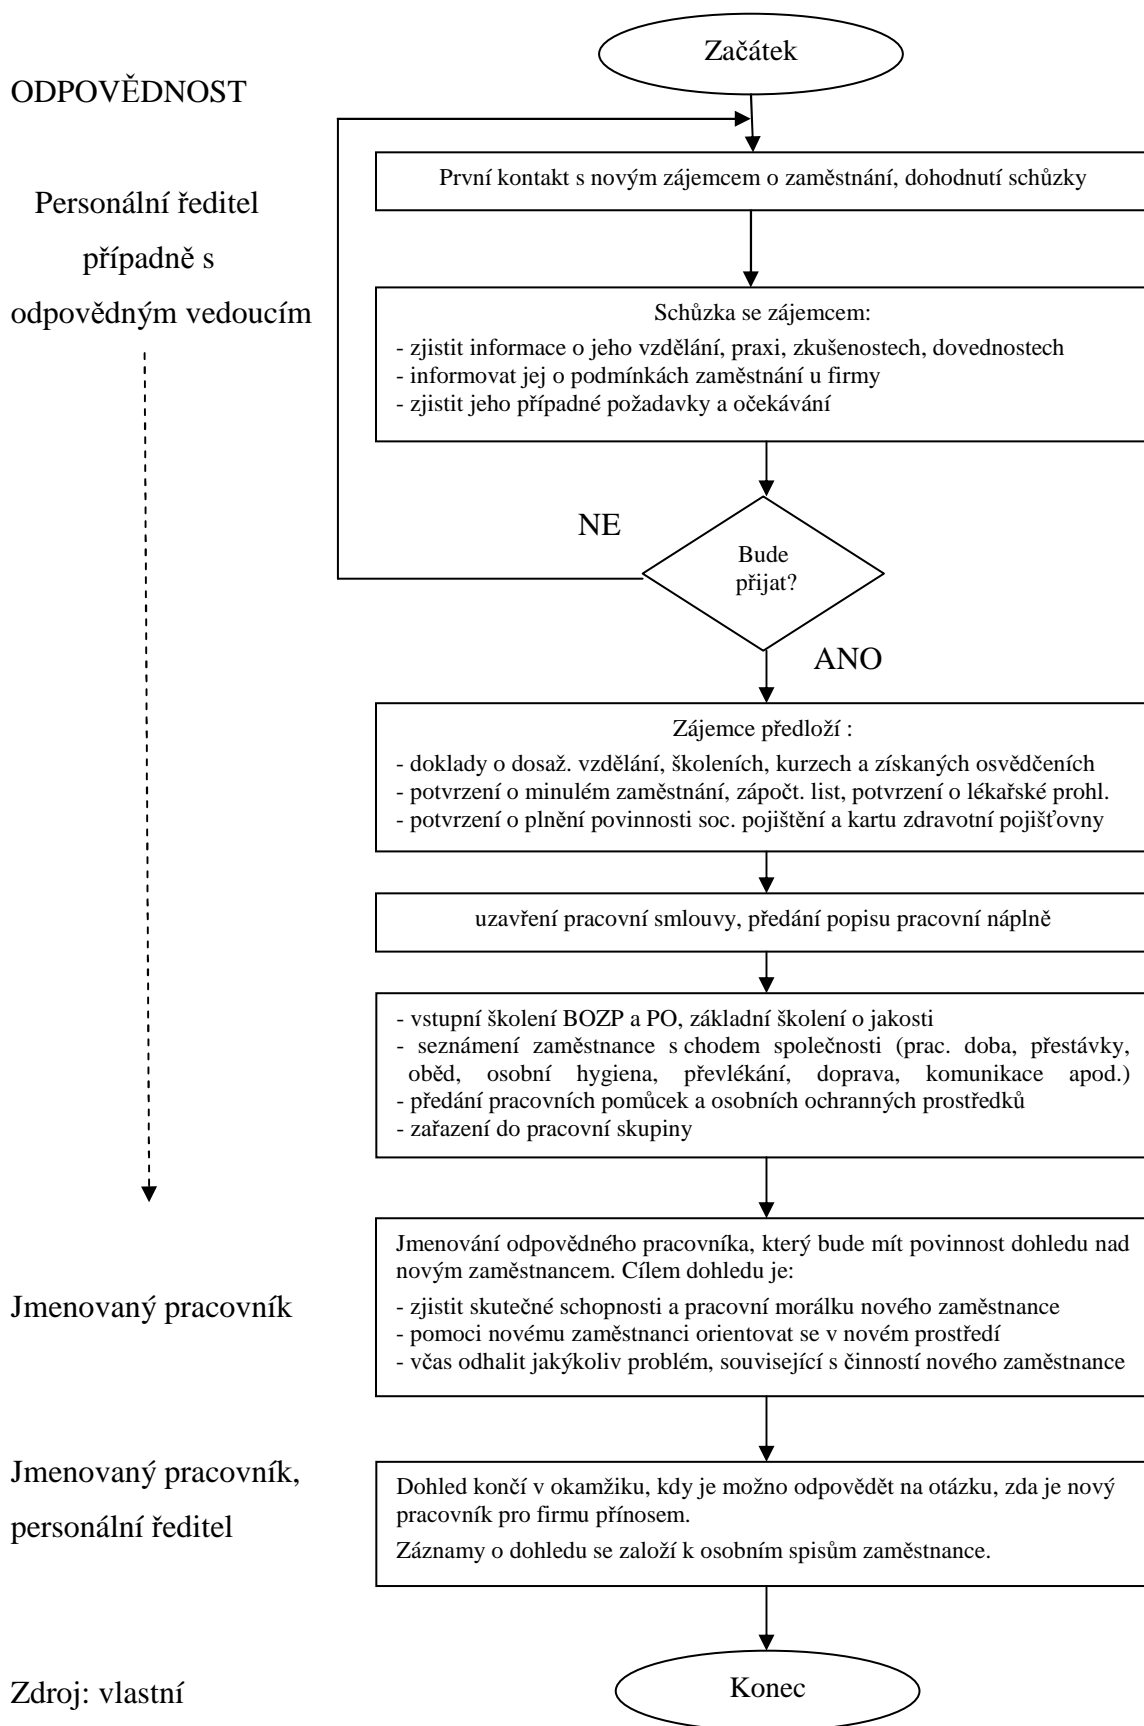 Začátek
ODPOVĚDNOST
První kontakt s novým zájemcem o zaměstnání, dohodnutí schůzky
Personální ředitel
případně s
odpovědným vedoucím
Schůzka se zájemcem:
- zjistit informace o jeho vzdělání, praxi, zkušenostech, dovednostech
- informovat jej o podmínkách zaměstnání u firmy
- zjistit jeho případné požadavky a očekávání
NE
Bude
přijat?
ANO
Zájemce předloží :
- doklady o dosaž. vzdělání, školeních, kurzech a získaných osvědčeních
- potvrzení o minulém zaměstnání, zápočt. list, potvrzení o lékařské prohl.
- potvrzení o plnění povinnosti soc. pojištění a kartu zdravotní pojišťovny
uzavření pracovní smlouvy, předání popisu pracovní náplně
- vstupní školení BOZP a PO, základní školení o jakosti
- seznámení zaměstnance s chodem společnosti (prac. doba, přestávky,
oběd, osobní hygiena, převlékání, doprava, komunikace apod.)
- předání pracovních pomůcek a osobních ochranných prostředků
- zařazení do pracovní skupiny
Jmenování odpovědného pracovníka, který bude mít povinnost dohledu nad
novým zaměstnancem. Cílem dohledu je:
- zjistit skutečné schopnosti a pracovní morálku nového zaměstnance
- pomoci novému zaměstnanci orientovat se v novém prostředí
- včas odhalit jakýkoliv problém, související s činností nového zaměstnance
Jmenovaný pracovník
Jmenovaný pracovník,
personální ředitel
Dohled končí v okamžiku, kdy je možno odpovědět na otázku, zda je nový
pracovník pro firmu přínosem.
Záznamy o dohledu se založí k osobním spisům zaměstnance.
Konec
Zdroj: vlastní